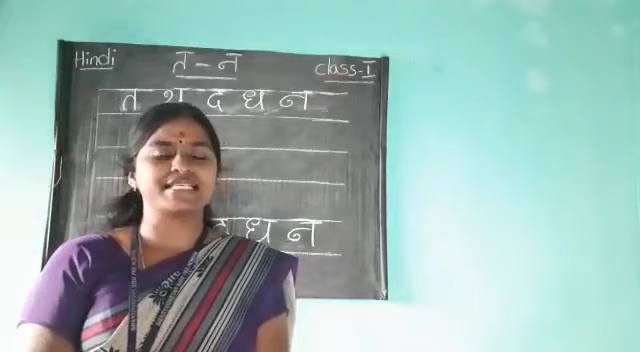 Hindi त - न class-I
त थ द ध न
द ध न